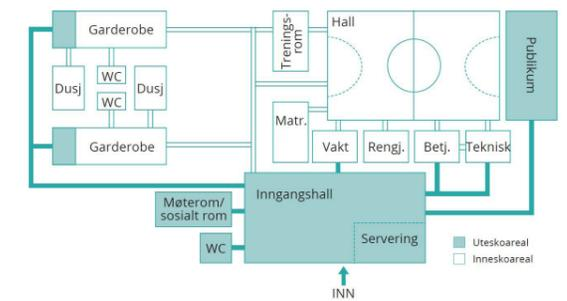 Garderobe
WC
Dusj
WC
Dusj
Garderobe
Trenings-
rom
Hall
Publikum
Matr.
Vakt
Rengj.
Betj.
Teknisk
Inngangshall
Møterom/
sosialt rom
WC
Servering
INN
Uteskoareal
Inneskoareal